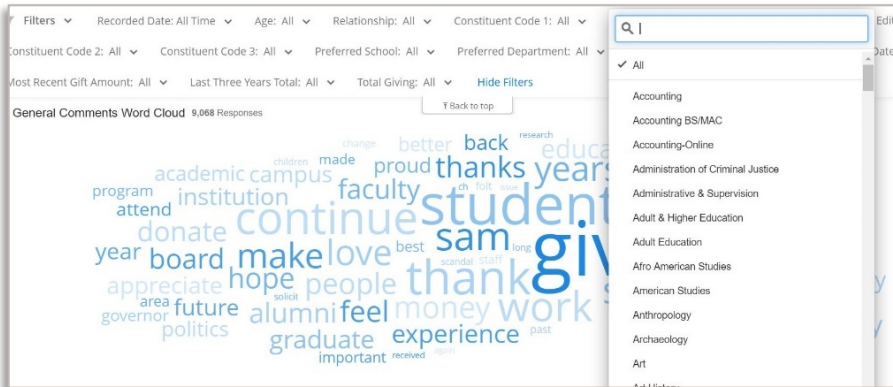 Filters Recorded Date: All Time Age: All Relationship: All Constituent Code 1: All
Constituent Code 2: All Constituent Code 3: All Preferred School: All Preferred Department: All
Most Recent Gift Amount: All Last Three Years Total: All Total Giving: All Hide Filters
Back to top
General Comments Word Cloud 9,068 Responses
change better back research
children made proud thanks years
academic campus
program institution faculty ch folt issue
attend continue
donate sam long
year board make love best
scandal staff
appreciate hope people thank
area solicit
governor future alumni feel money work
politics graduate experience past
important received again
All
Accounting
Accounting BS/MAC
Accounting-Online
Administration of Criminal Justice
Administrative & Supervision
Adult & Higher Education
Adult Education
Afro American Studies
American Studies
Anthropology
Archaeology
Art
Art History